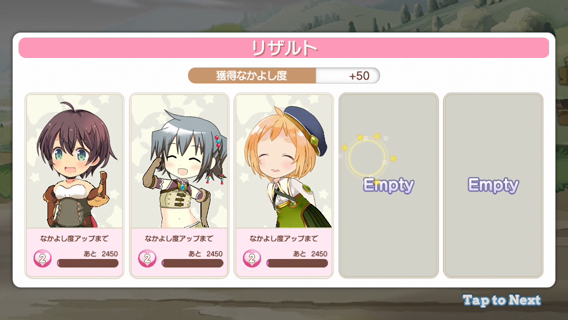 リザルト
獲得なかよし度 +50
Empty Empty
なかよし度アップまで なかよし度アップまで なかよし度アップまで
2 あと 2450 2 あと 2450 2 あと 2450
Tap to Next